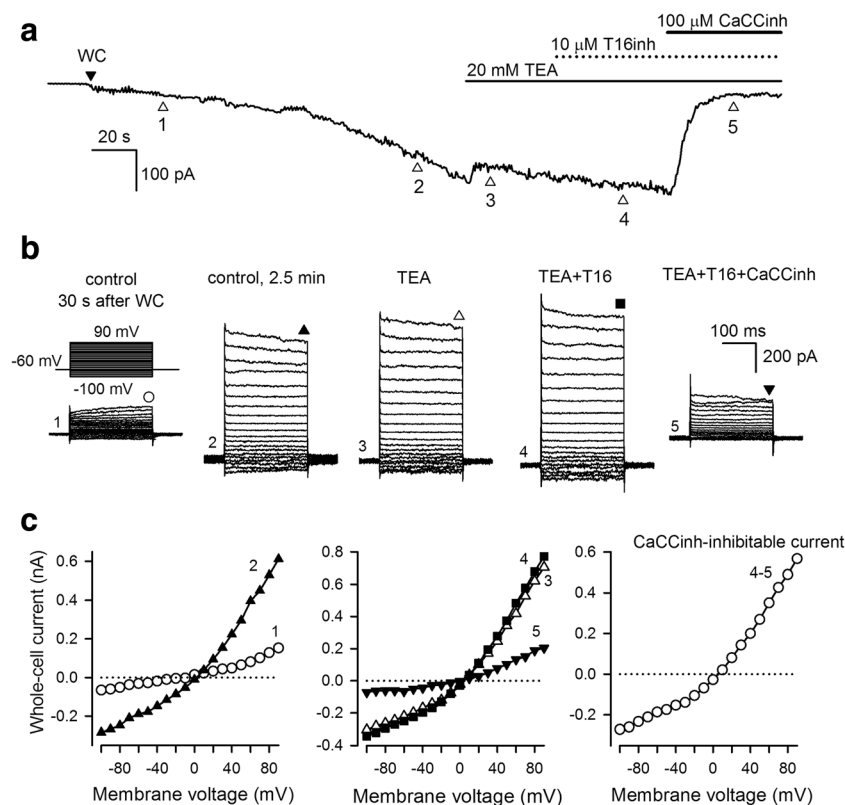 a
WC
100 μM CaCCinh
10 μM T16inh
20 mM TEA
1
2
3
4
5
20 s
100 pA
b
control
30 s after WC
control, 2.5 min
TEA
TEA+T16
TEA+T16+CaCCinh
90 mV
-60 mV
-100 mV
100 ms
200 pA
1
2
3
4
5
c
Whole-cell current (nA)
0.6
0.4
0.2
0.0
-0.2
2
1
-80 -40 0 40 80
Membrane voltage (mV)
0.8
0.6
0.4
0.2
0.0
-0.2
-0.4
4
3
5
-80 -40 0 40 80
Membrane voltage (mV)
CaCCinh-inhibitable current
0.6
0.4
0.2
0.0
-0.2
4-5
-80 -40 0 40 80
Membrane voltage (mV)